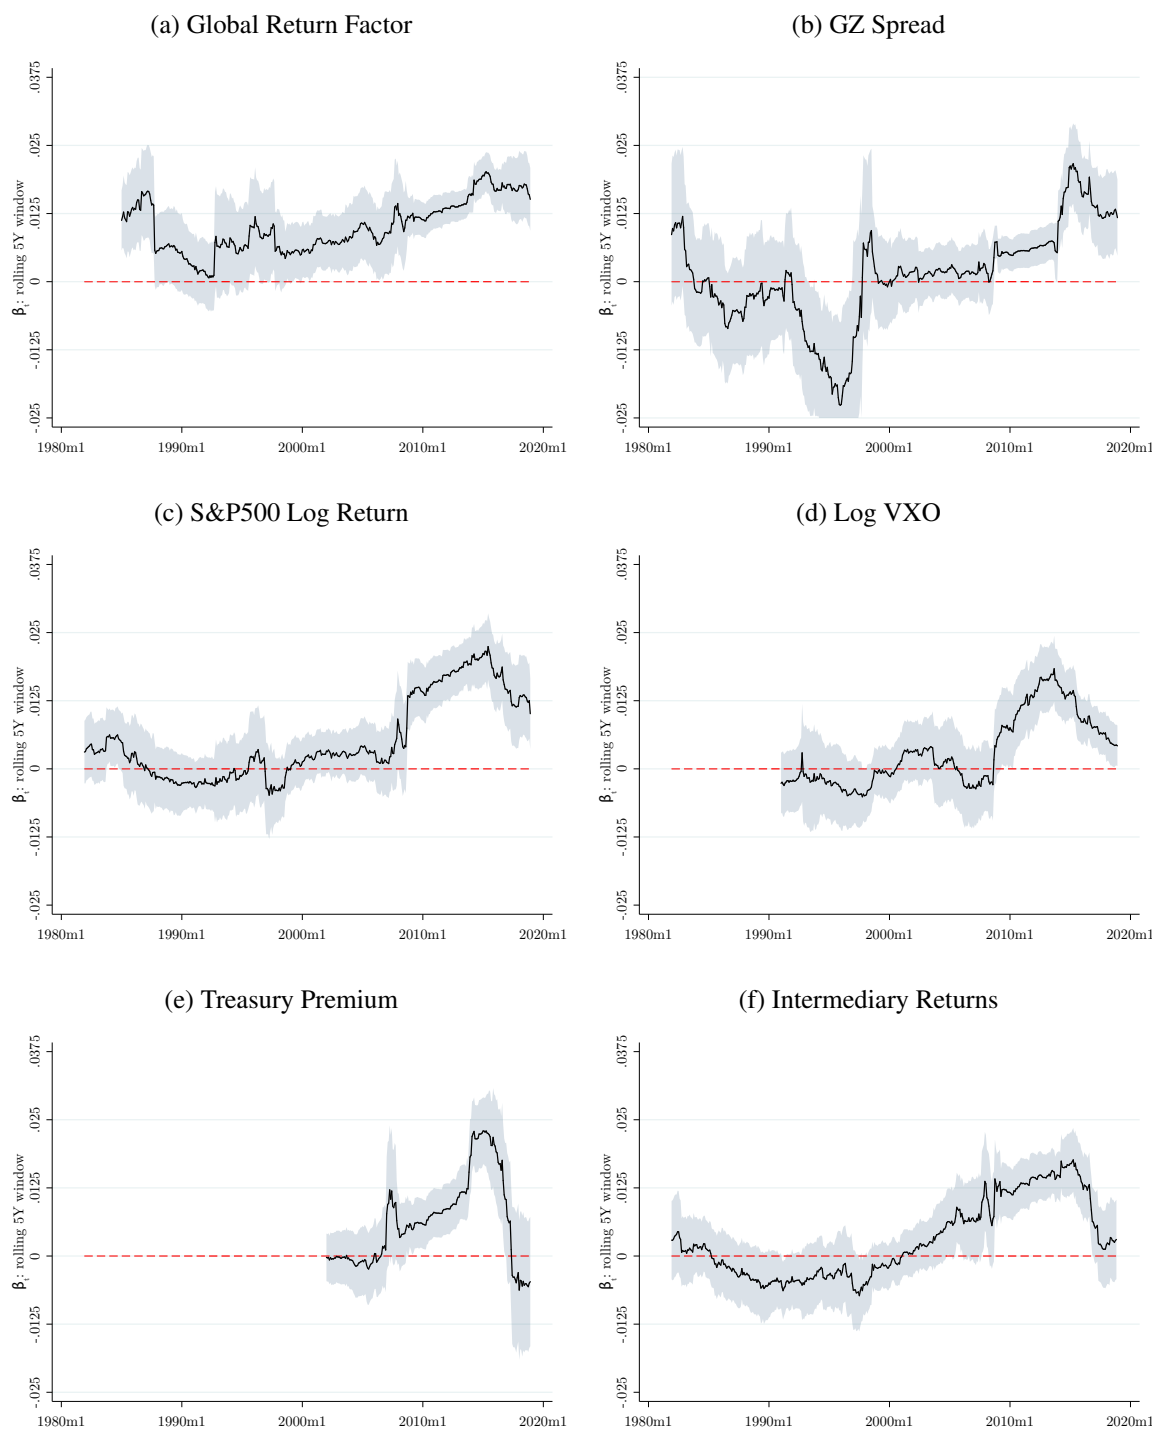 (a) Global Return Factor
.0375
.025
.0125
0
-.0125
-.025
βₜ: rolling 5Y window
1980m1 1990m1 2000m1 2010m1 2020m1
(b) GZ Spread
.0375
.025
.0125
0
-.0125
-.025
βₜ: rolling 5Y window
1980m1 1990m1 2000m1 2010m1 2020m1
(c) S&P500 Log Return
.0375
.025
.0125
0
-.0125
-.025
βₜ: rolling 5Y window
1980m1 1990m1 2000m1 2010m1 2020m1
(d) Log VXO
.0375
.025
.0125
0
-.0125
-.025
βₜ: rolling 5Y window
1980m1 1990m1 2000m1 2010m1 2020m1
(e) Treasury Premium
.0375
.025
.0125
0
-.0125
-.025
βₜ: rolling 5Y window
1980m1 1990m1 2000m1 2010m1 2020m1
(f) Intermediary Returns
.0375
.025
.0125
0
-.0125
-.025
βₜ: rolling 5Y window
1980m1 1990m1 2000m1 2010m1 2020m1